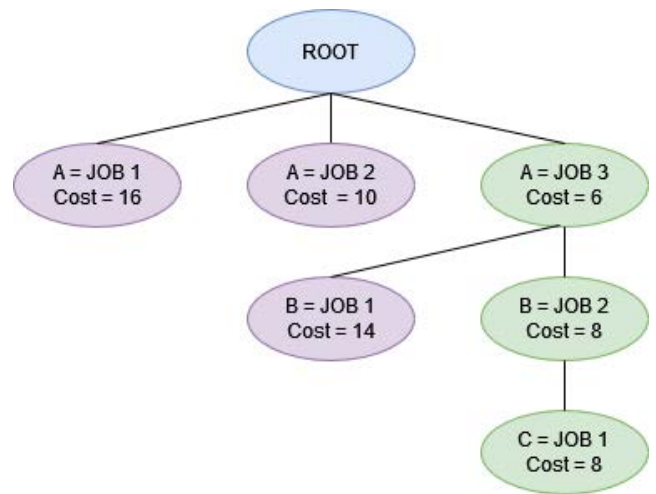 ROOT
A = JOB 1
Cost = 16
A = JOB 2
Cost = 10
A = JOB 3
Cost = 6
B = JOB 1
Cost = 14
B = JOB 2
Cost = 8
C = JOB 1
Cost = 8